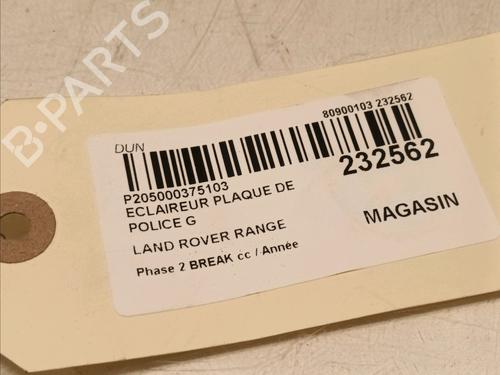 B-PARTS
DUN
80900103 232562
P205000375103
232562
ECLAIREUR PLAQUE DE
POLICE G
LAND ROVER RANGE
MAGASIN
Phase 2 BREAK cc / Année